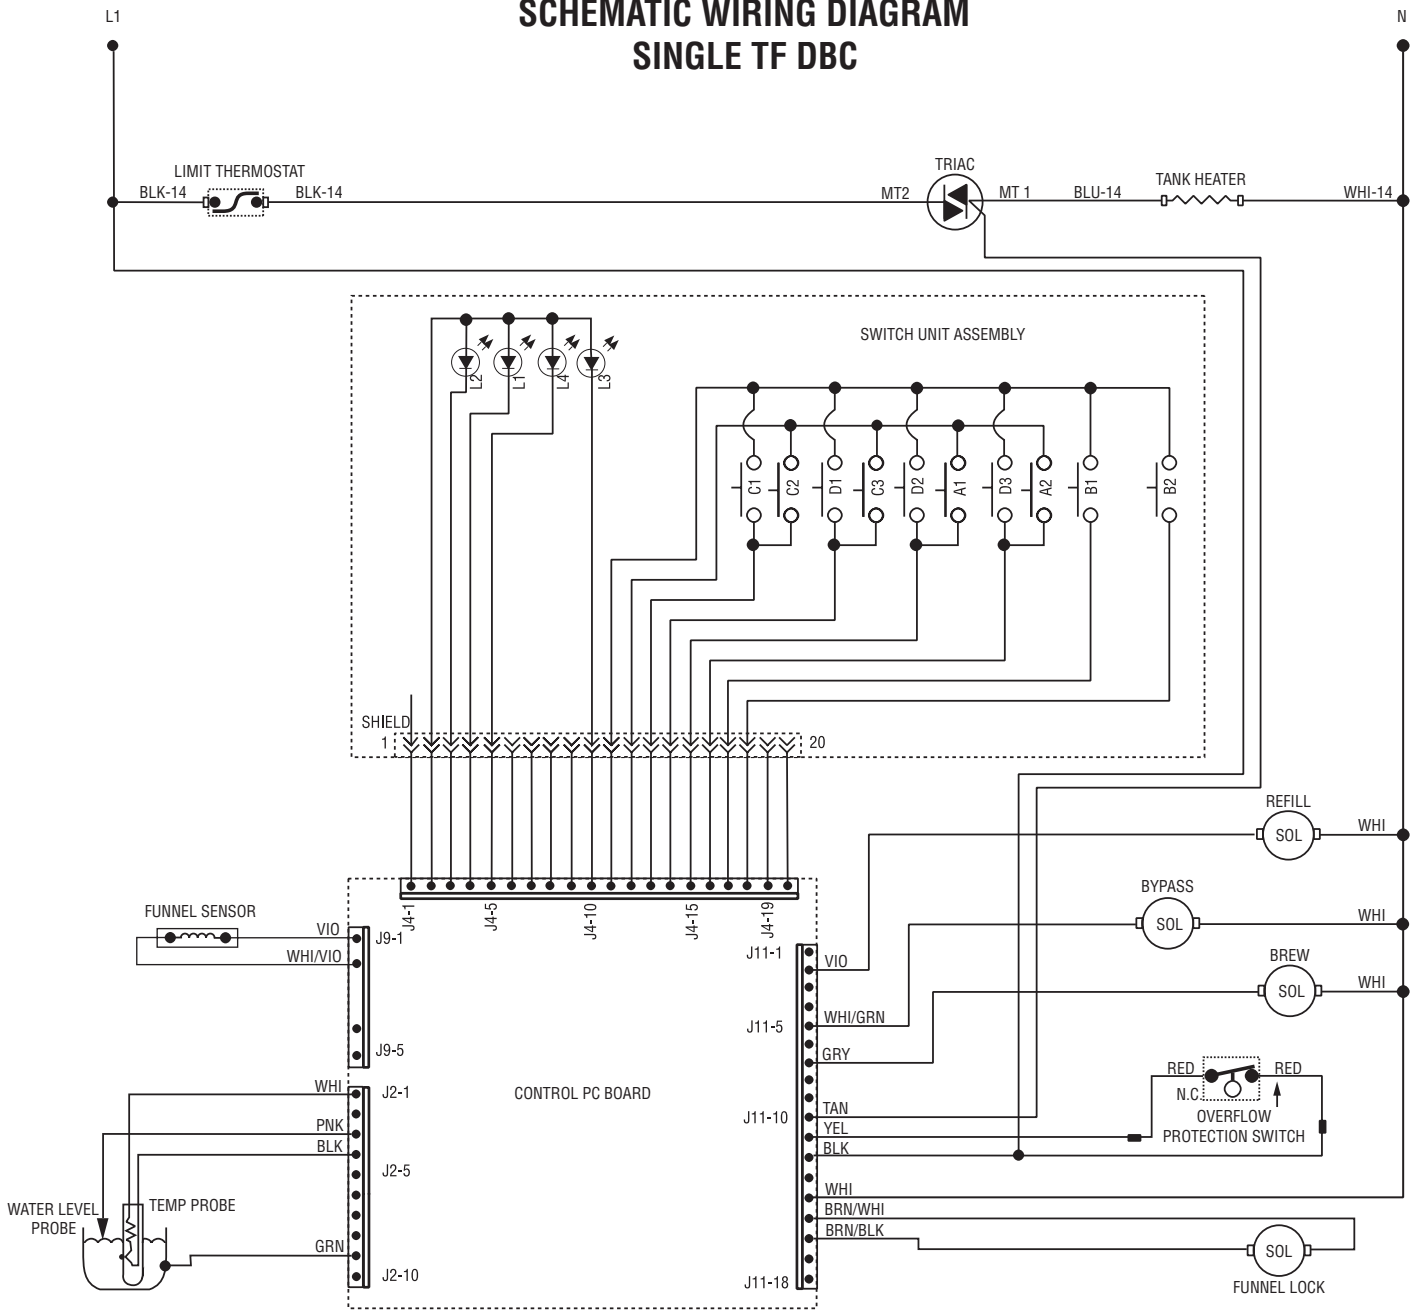 L1
SCHEMATIC WIRING DIAGRAM
N
SINGLE TF DBC
LIMIT THERMOSTAT
BLK-14
BLK-14
TRIAC
MT2
MT 1
BLU-14
TANK HEATER
WHI-14
SWITCH UNIT ASSEMBLY
L2
L1
L4
L3
C1
C2
D1
C3
D2
A1
D3
A2
B1
B2
SHIELD
1
20
REFILL
SOL
WHI
J4-1
J4-5
J4-10
J4-15
J4-19
BYPASS
SOL
WHI
FUNNEL SENSOR
VIO
WHI/VIO
J9-1
J9-5
J11-1
VIO
BREW
SOL
WHI
J11-5
WHI/GRN
GRY
CONTROL PC BOARD
RED
RED
N.C.
OVERFLOW
PROTECTION SWITCH
J11-10
TAN
YEL
BLK
WHI
J2-1
PNK
BLK
J2-5
WATER LEVEL
PROBE
TEMP PROBE
GRN
J2-10
WHI
BRN/WHI
BRN/BLK
J11-18
SOL
FUNNEL LOCK